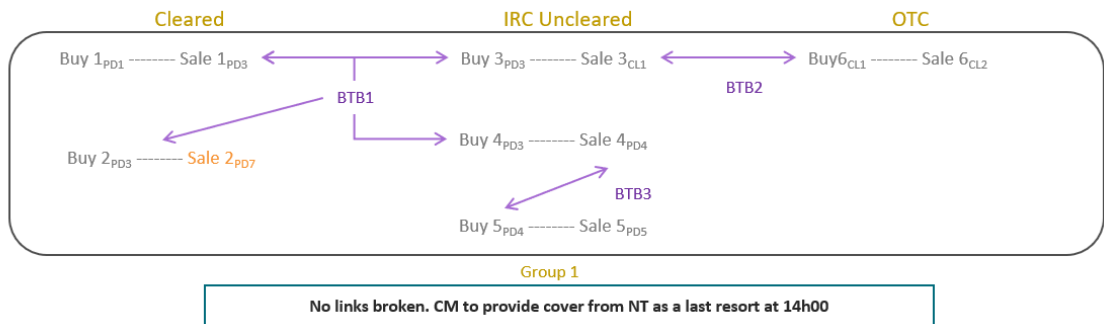 Cleared IRC Uncleared OTC
Buy 1PD1 -------- Sale 1PD3 Buy 3PD3 -------- Sale 3CL1 Buy6CL1 -------- Sale 6CL2
BTB2
BTB1
Buy 4PD3 -------- Sale 4PD4
Buy 2PD3 -------- Sale 2PD7
BTB3
Buy 5PD4 -------- Sale 5PD5
Group 1
No links broken. CM to provide cover from NT as a last resort at 14h00